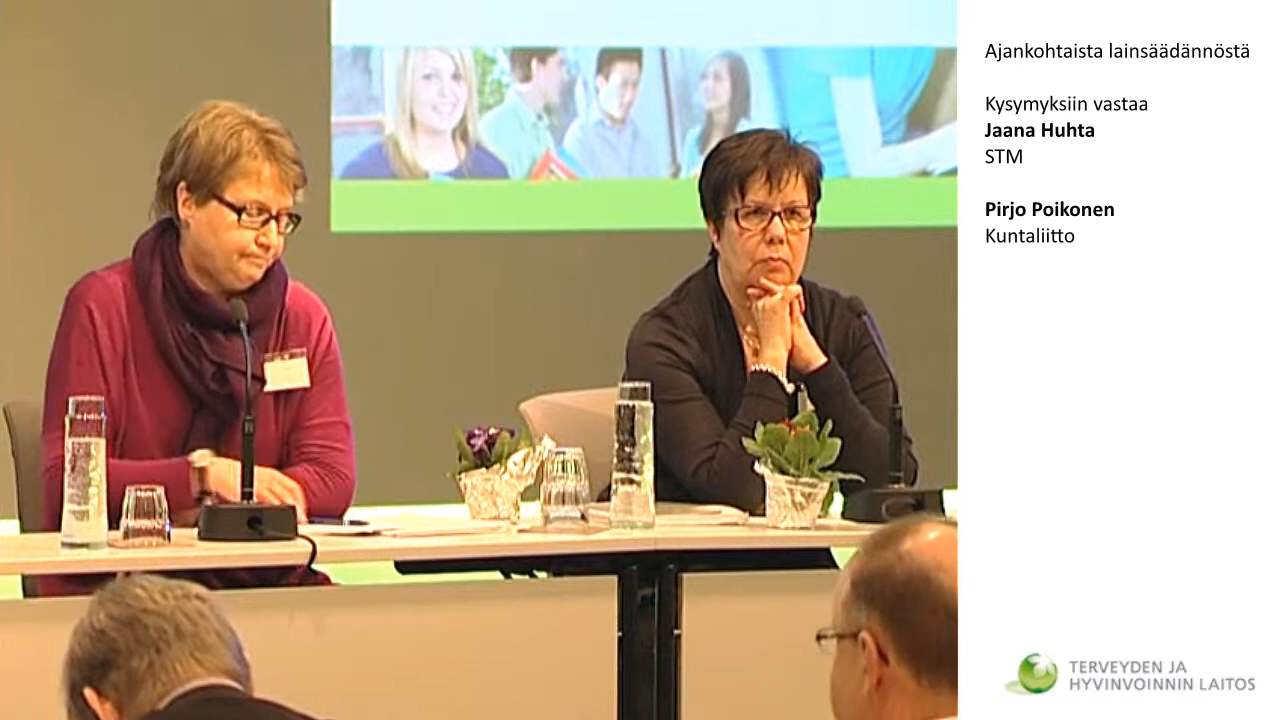 Ajankohtaista lainsäädännöstä
Kysymyksiin vastaa
Jaana Huhta
STM
Pirjo Poikonen
Kuntaliitto
TERVEYDEN JA
HYVINVOINNIN LAITOS